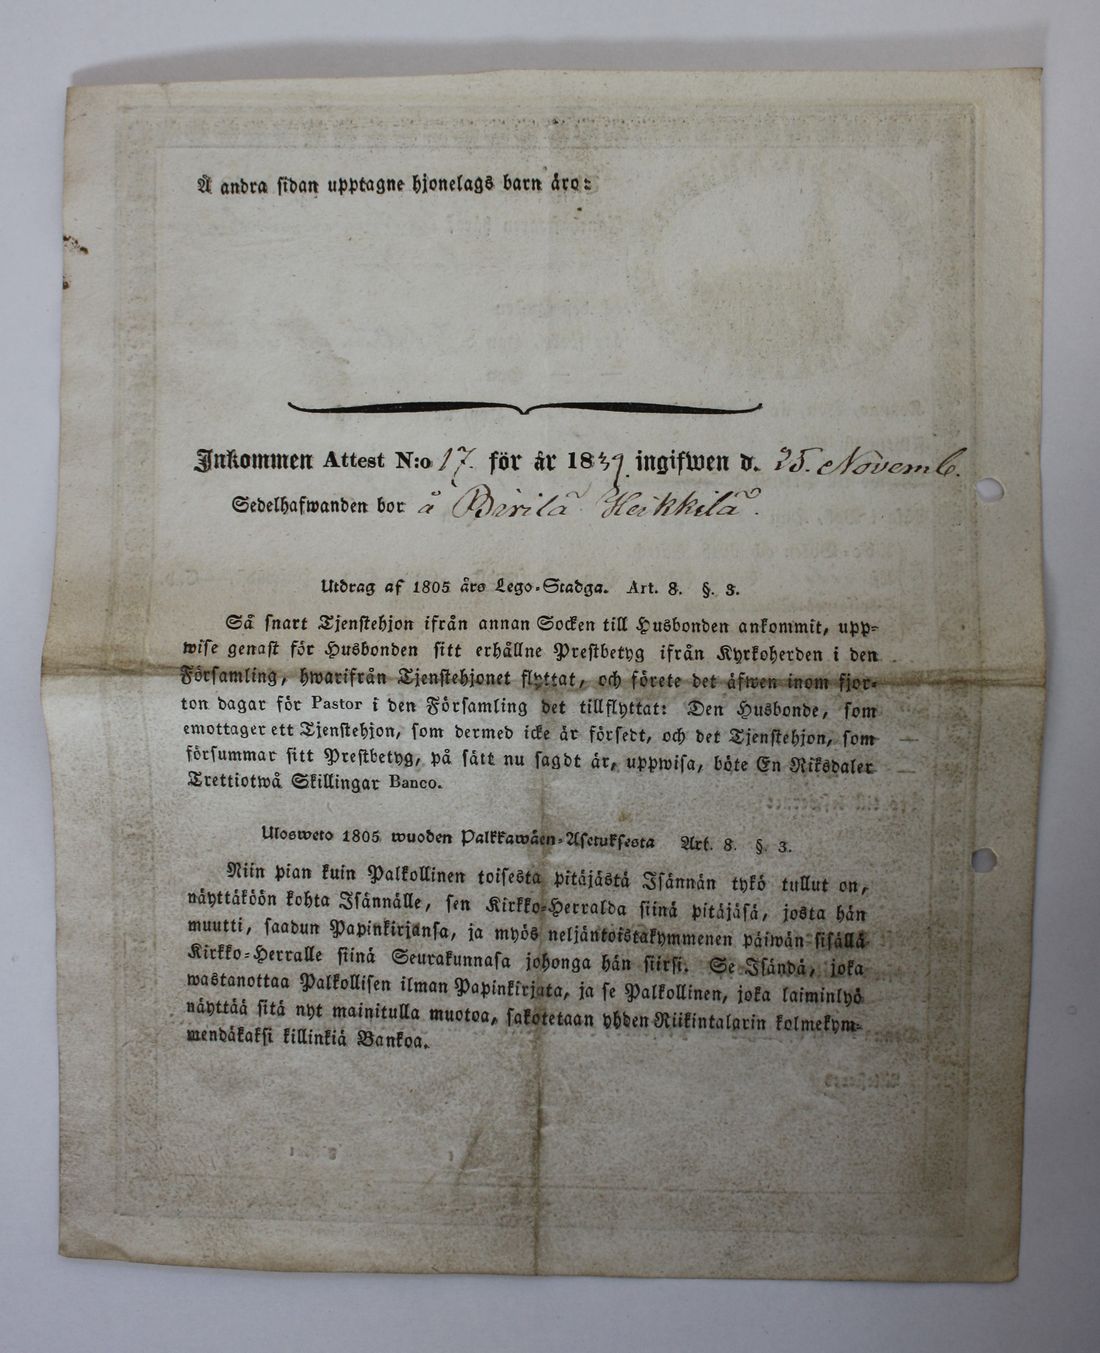 Å andra sidan upptagne hjonelags barn äro:
Inkommen Attest N:o 17. för år 1839 ingifwen d. 25. Novemb.
Sedelhafwanden bor å Pirilä Heikkilä.
Utdrag af 1805 års Lego-Stadga. Art. 8. §. 3.
Så snart Tjenstehjon ifrån annan Socken till Husbonden ankommit, upp-
wise genast för Husbonden sitt erhållne Prestbetyg ifrån Kyrkoherden i den
Församling, hwarifrån Tjenstehjonet flyttat, och förete det äfwen inom fjor-
ton dagar för Pastor i den Församling det tillflyttat: Den Husbonde, som
emottager ett Tjenstehjon, som dermed icke är försedt, och det Tjenstehjon, som
försummar sitt Prestbetyg, på sätt nu sagdt är, uppwisa, böte En Riksdaler
Trettiotwå Skillingar Banco.
Ulosweto 1805 wuoden Palkkawäen-Asetuksesta Art. 8. §. 3.
Niin pian kuin Palkollinen toisesta pitäjästä Isännän tykö tullut on,
näyttäköön kohta Isännälle, sen Kirkko-Herralda siinä pitäjäsä, josta hän
muutti, saadun Papinkirjansa, ja myös neljäntoistakymmenen päiwän sisällä
Kirkko-Herralle siinä Seurakunnasa johonga hän siirsi. Se Isändä, joka
wastanottaa Palkollisen ilman Papinkirjata, ja se Palkollinen, joka laiminlyö
näyttää sitä nyt mainitulla muotoa, sakotetaan yhden Riikintalarin kolmekym-
mendäkaksi killinkiä Bankoa.